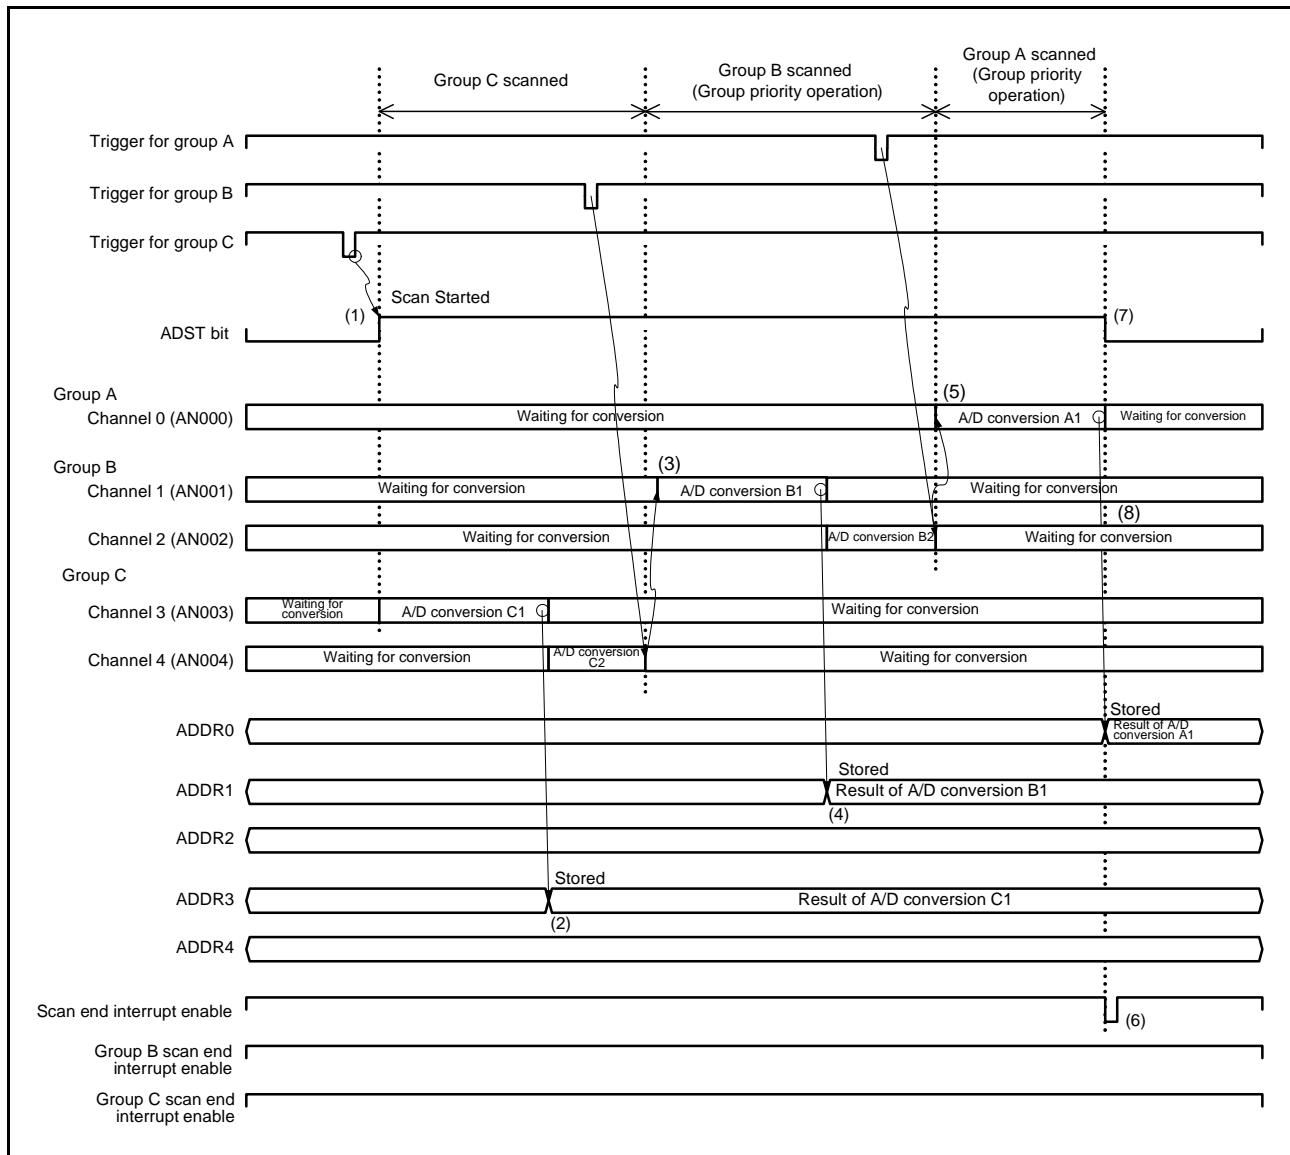 Group C scanned
Group B scanned
(Group priority operation)
Group A scanned
(Group priority
operation)
Trigger for group A
Trigger for group B
Trigger for group C
Scan Started
(1)
(7)
ADST bit
Group A
(5)
Channel 0 (AN000)
Waiting for conversion
A/D conversion A1
Waiting for conversion
Group B
(3)
Channel 1 (AN001)
Waiting for conversion
A/D conversion B1
Waiting for conversion
(8)
Channel 2 (AN002)
Waiting for conversion
A/D conversion B2
Waiting for conversion
Group C
Channel 3 (AN003)
Waiting for
conversion
A/D conversion C1
Waiting for conversion
Channel 4 (AN004)
Waiting for conversion
A/D conversion
C2
Waiting for conversion
Stored
ADDR0
Result of A/D
conversion A1
Stored
ADDR1
Result of A/D conversion B1
(4)
ADDR2
Stored
ADDR3
Result of A/D conversion C1
(2)
ADDR4
Scan end interrupt enable
(6)
Group B scan end
interrupt enable
Group C scan end
interrupt enable